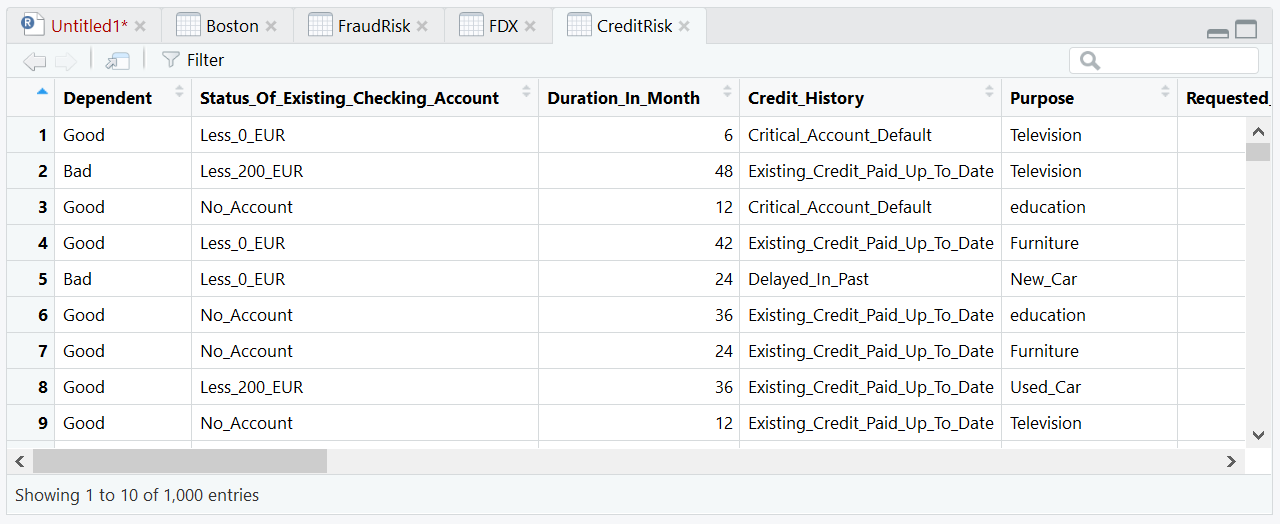 R Untitled1* Boston FraudRisk FDX CreditRisk
Filter
Dependent Status_Of_Existing_Checking_Account Duration_In_Month Credit_History Purpose Requested_
1 Good Less_0_EUR 6 Critical_Account_Default Television
2 Bad Less_200_EUR 48 Existing_Credit_Paid_Up_To_Date Television
3 Good No_Account 12 Critical_Account_Default education
4 Good Less_0_EUR 42 Existing_Credit_Paid_Up_To_Date Furniture
5 Bad Less_0_EUR 24 Delayed_In_Past New_Car
6 Good No_Account 36 Existing_Credit_Paid_Up_To_Date education
7 Good No_Account 24 Existing_Credit_Paid_Up_To_Date Furniture
8 Good Less_200_EUR 36 Existing_Credit_Paid_Up_To_Date Used_Car
9 Good No_Account 12 Existing_Credit_Paid_Up_To_Date Television
Showing 1 to 10 of 1,000 entries